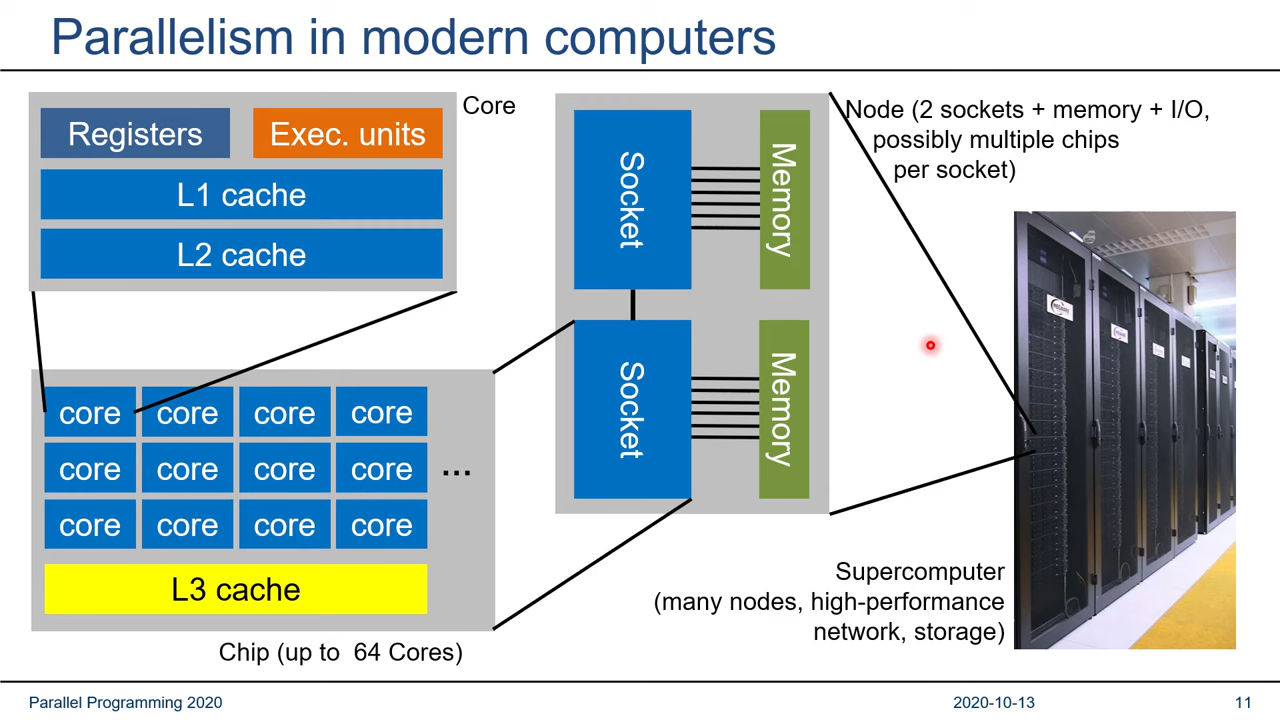 Parallelism in modern computers
Registers
Exec. units
Core
L1 cache
L2 cache
core core core core
core core core core ...
core core core core
L3 cache
Chip (up to 64 Cores)
Socket
Memory
Socket
Memory
Node (2 sockets + memory + I/O,
possibly multiple chips
per socket)
Supercomputer
(many nodes, high-performance
network, storage)
Parallel Programming 2020
2020-10-13
11